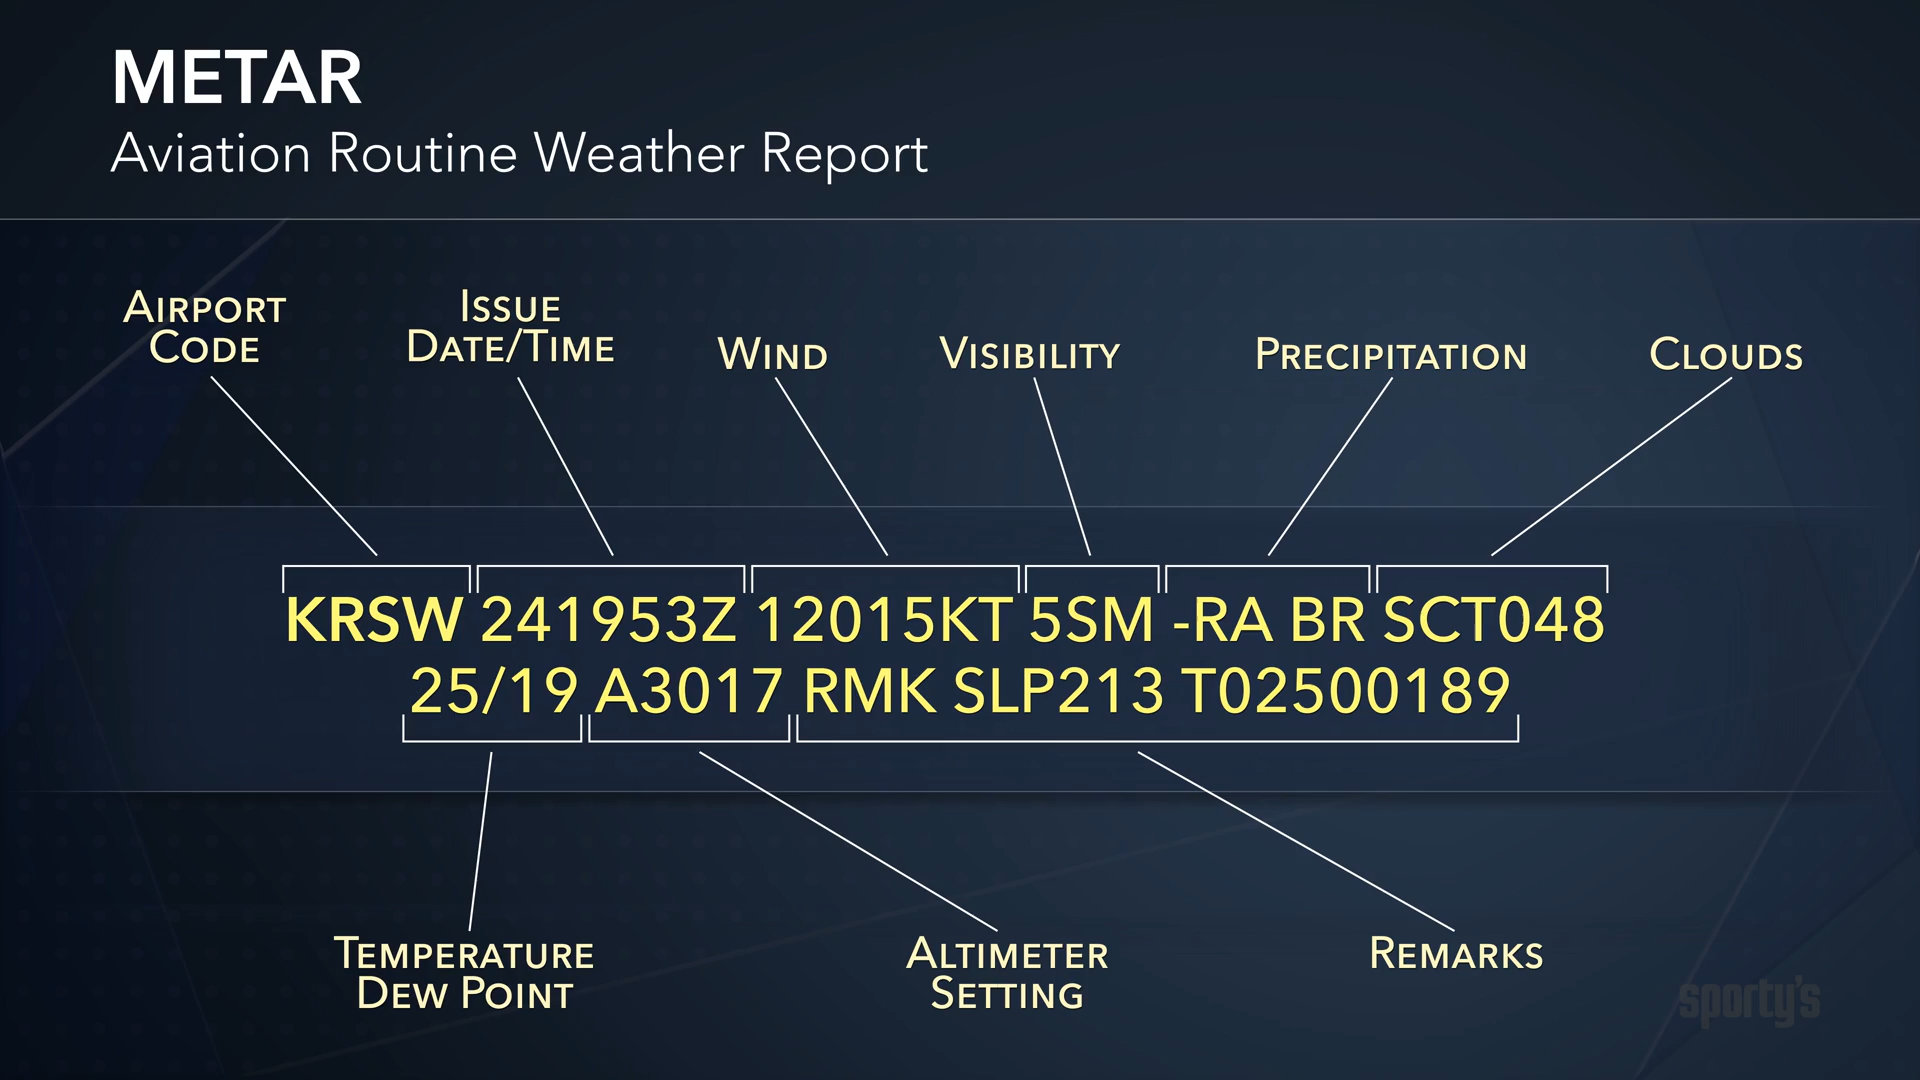 METAR
Aviation Routine Weather Report
Airport
Code
Issue
Date/Time
Wind
Visibility
Precipitation
Clouds
KRSW 241953Z 12015KT 5SM -RA BR SCT048
25/19 A3017 RMK SLP213 T02500189
Temperature
Dew Point
Altimeter
Setting
Remarks
sporty's